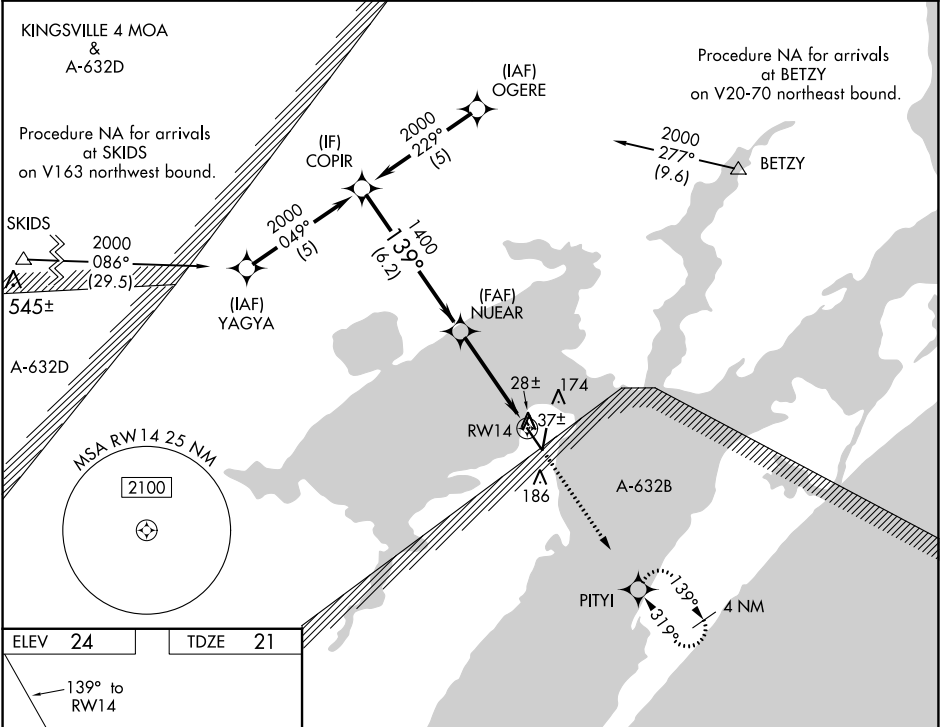 KINGSVILLE 4 MOA
&
A-632D
Procedure NA for arrivals
at SKIDS
on V163 northwest bound.
(IAF)
OGERE
Procedure NA for arrivals
at BETZY
on V20-70 northeast bound.
2000
229°
(5)
(IF)
COPIR
2000
277°
(9.6)
BETZY
SKIDS
2000
086°
(29.5)
545±
2000
049°
(5)
(IAF)
YAGYA
1400
139°
(6.2)
(FAF)
NUEAR
A-632D
28±
174
RW14
37±
186
A-632B
MSA RW14 25 NM
2100
PITYI
139°
319°
4 NM
ELEV 24
TDZE 21
139° to
RW14